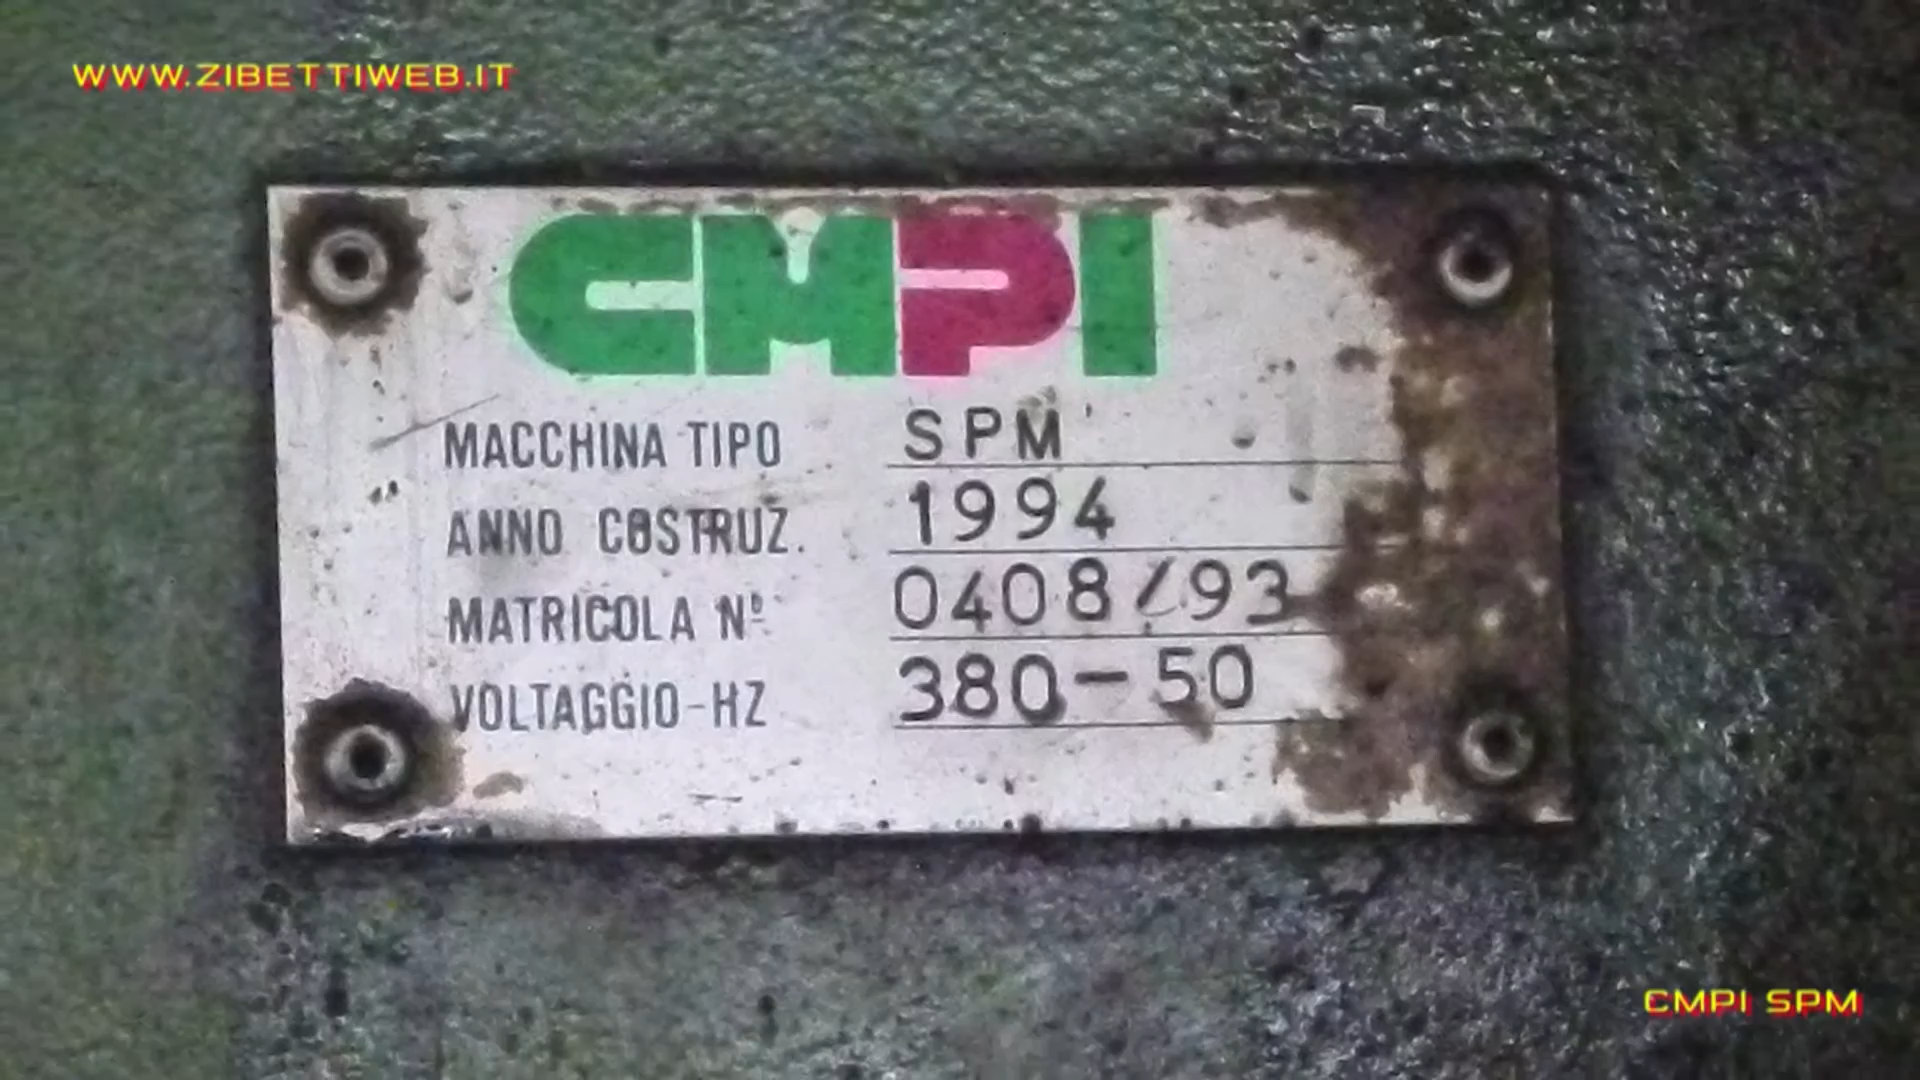 WWW.ZIBETTIWEB.IT
CMPI
MACCHINA TIPO SPM
ANNO COSTRUZ. 1994
MATRICOLA Nº 0408/93
VOLTAGGIO-HZ 380-50
CMPI SPM